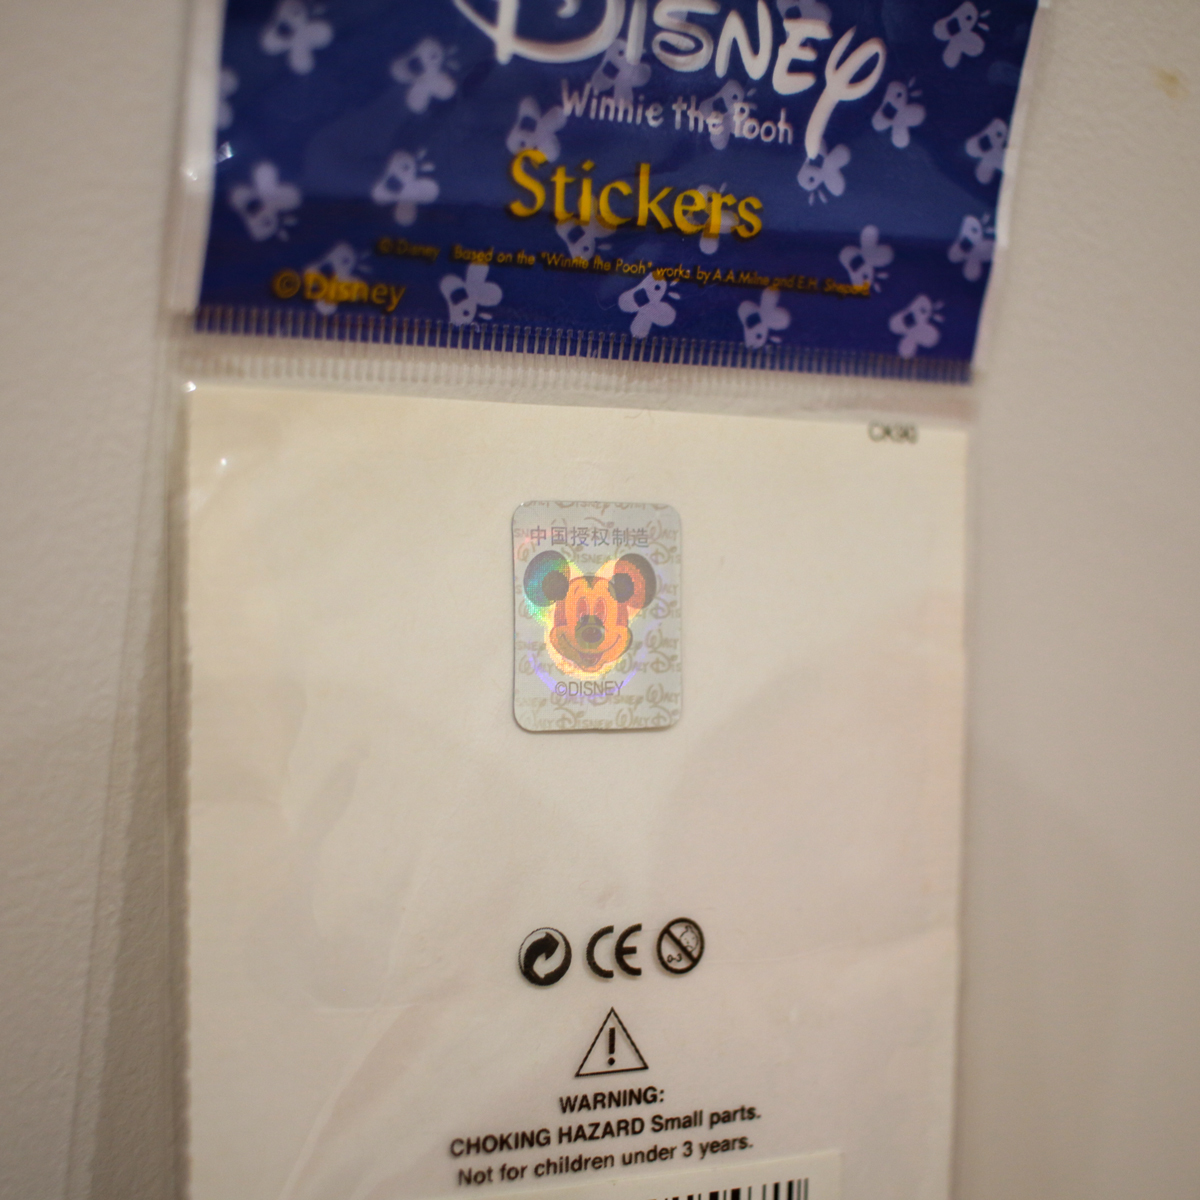 Disney
Winnie the Pooh
Stickers
© Disney Based on the "Winnie the Pooh" works by A.A.Milne and E.H. Shepard
©Disney
中国授权制造
©DISNEY
CE
WARNING:
CHOKING HAZARD Small parts.
Not for children under 3 years.